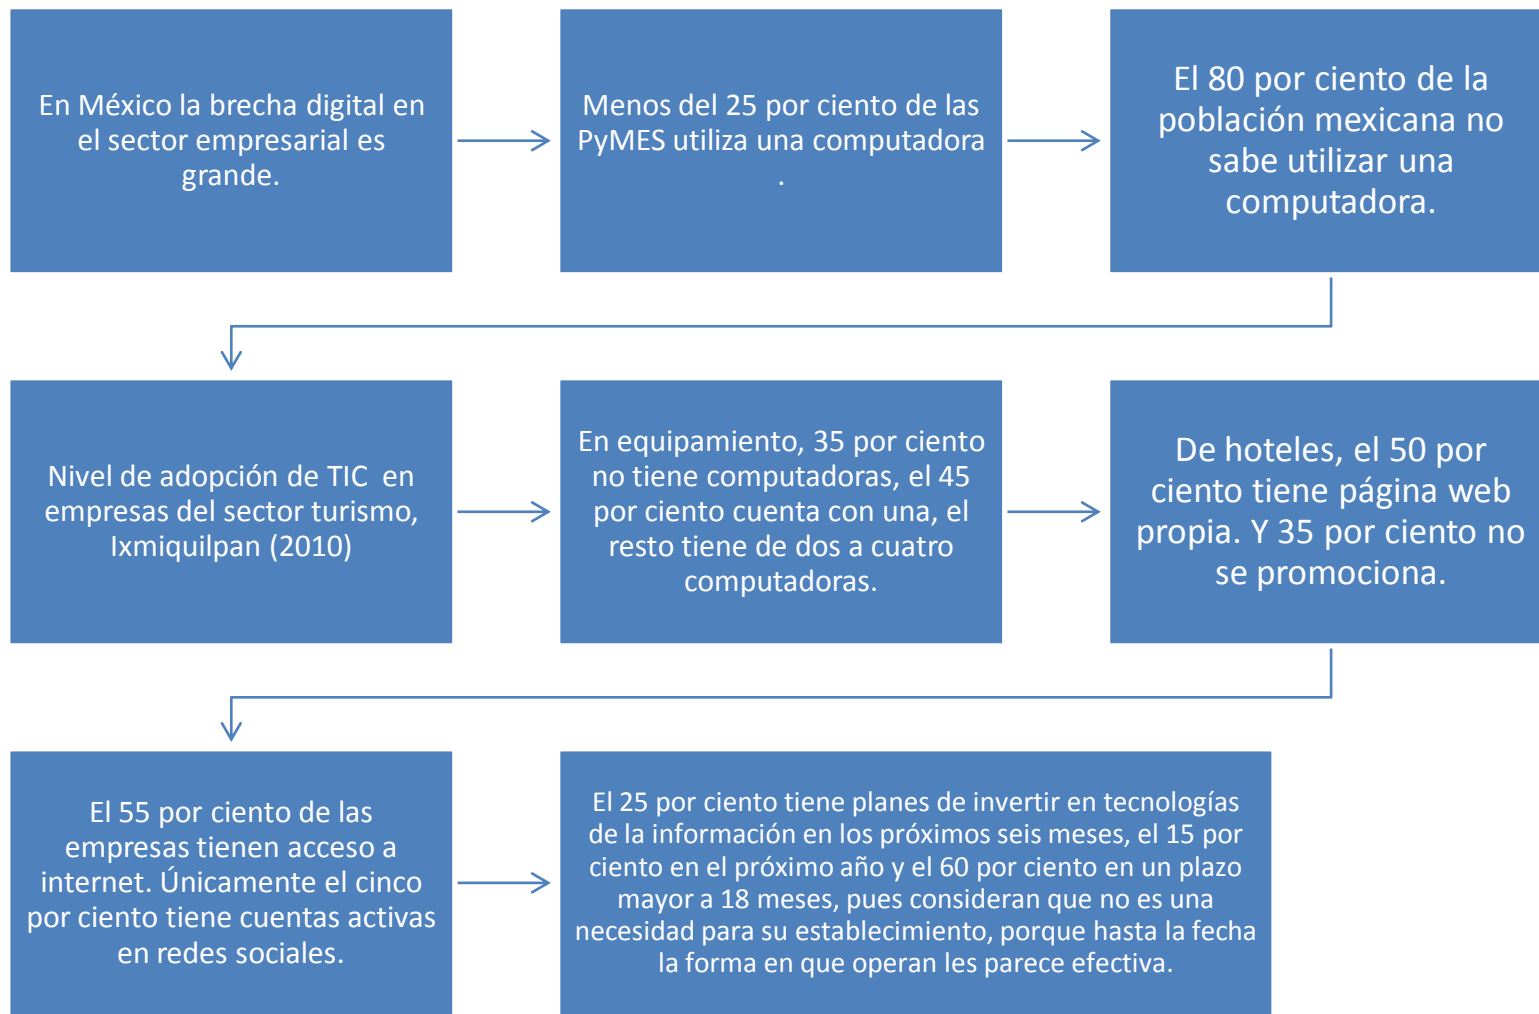 En México la brecha digital en
el sector empresarial es
grande.
Menos del 25 por ciento de las
PyMES utiliza una computadora
.
El 80 por ciento de la
población mexicana no
sabe utilizar una
computadora.
Nivel de adopción de TIC en
empresas del sector turismo,
Ixmiquilpan (2010)
En equipamiento, 35 por ciento
no tiene computadoras, el 45
por ciento cuenta con una, el
resto tiene de dos a cuatro
computadoras.
De hoteles, el 50 por
ciento tiene página web
propia. Y 35 por ciento no
se promociona.
El 55 por ciento de las
empresas tienen acceso a
internet. Únicamente el cinco
por ciento tiene cuentas activas
en redes sociales.
El 25 por ciento tiene planes de invertir en tecnologías
de la información en los próximos seis meses, el 15 por
ciento en el próximo año y el 60 por ciento en un plazo
mayor a 18 meses, pues consideran que no es una
necesidad para su establecimiento, porque hasta la fecha
la forma en que operan les parece efectiva.